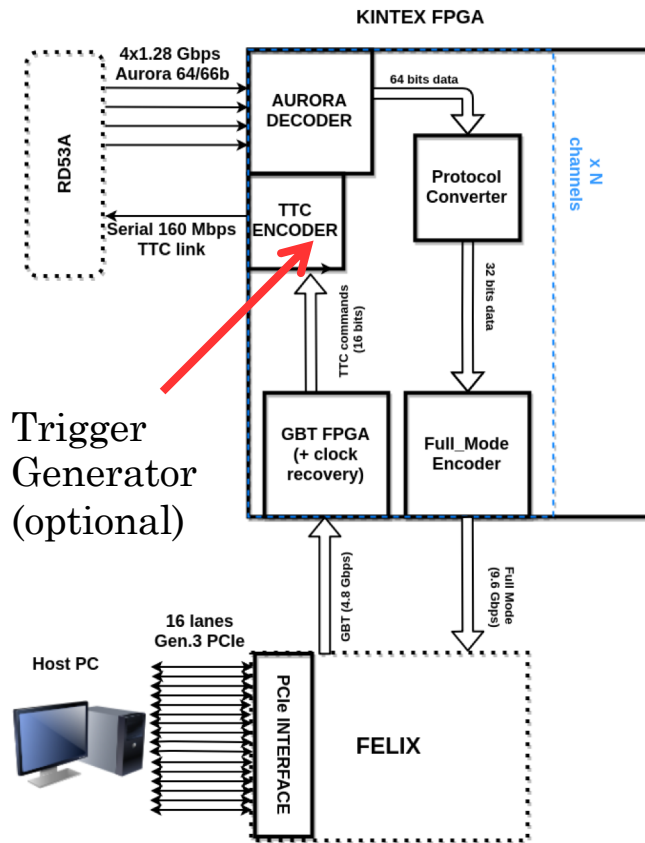 KINTEX FPGA
4x1.28 Gbps
Aurora 64/66b
RD53A
AURORA
DECODER
64 bits data
x N
channels
Protocol
Converter
TTC
ENCODER
Serial 160 Mbps
TTC link
TTC commands
(16 bits)
32 bits data
Trigger
Generator
(optional)
GBT FPGA
(+ clock
recovery)
Full_Mode
Encoder
GBT (4.8 Gbps)
Full Mode
(9.6 Gbps)
16 lanes
Gen.3 PCIe
Host PC
PCIe INTERFACE
FELIX